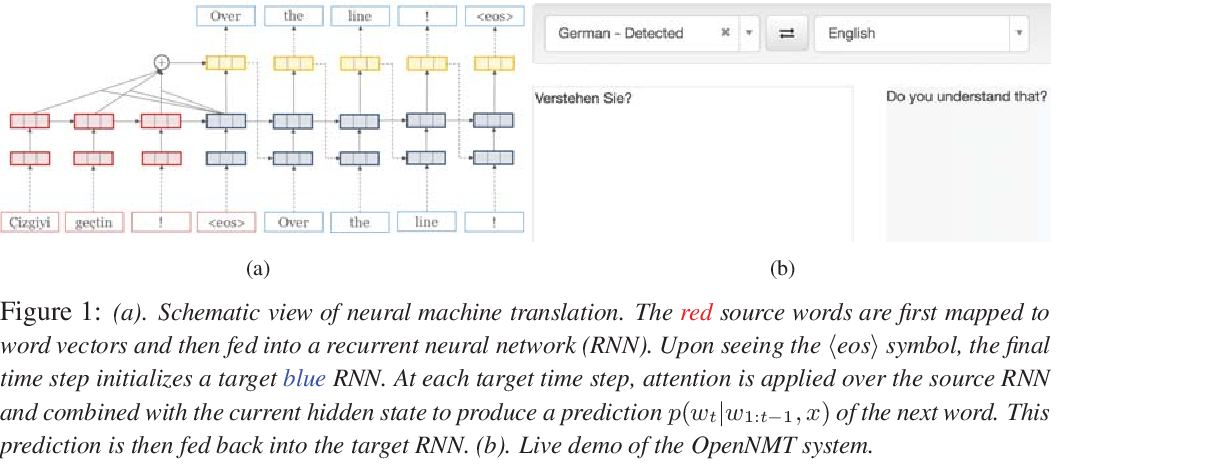 Over the line ! <eos>
German - Detected English
Verstehen Sie?
Do you understand that?
+
Çizgiyi geçtin ! <eos> Over the line !
(a) (b)
Figure 1: (a). Schematic view of neural machine translation. The red source words are first mapped to
word vectors and then fed into a recurrent neural network (RNN). Upon seeing the ⟨eos⟩ symbol, the final
time step initializes a target blue RNN. At each target time step, attention is applied over the source RNN
and combined with the current hidden state to produce a prediction p(wₜ|w₁:ₜ₋₁, x) of the next word. This
prediction is then fed back into the target RNN. (b). Live demo of the OpenNMT system.